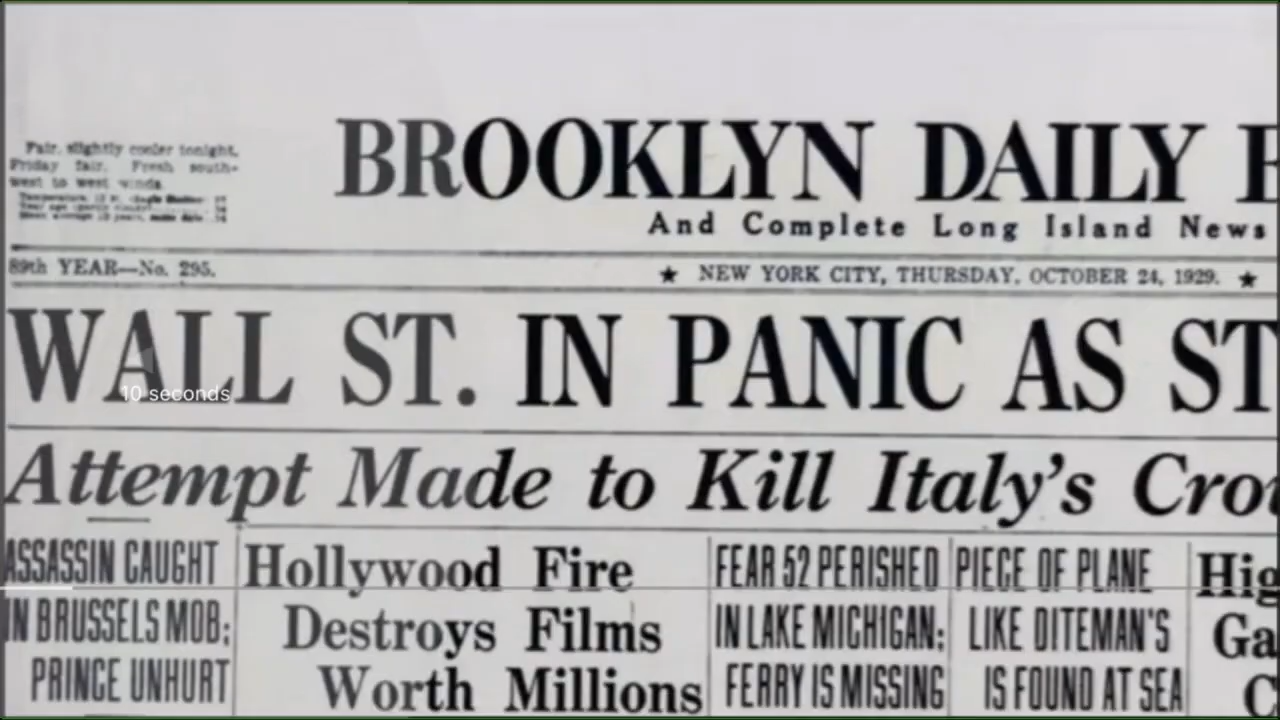 Fair, slightly cooler tonight.
Friday fair. Fresh south-
west to west winds.
BROOKLYN DAILY E
And Complete Long Island News
89th YEAR—No. 295.
★ NEW YORK CITY, THURSDAY, OCTOBER 24, 1929. ★
WALL ST. IN PANIC AS ST
10 seconds
Attempt Made to Kill Italy's Crow
ASSASSIN CAUGHT
IN BRUSSELS MOB;
PRINCE UNHURT
Hollywood Fire
Destroys Films
Worth Millions
FEAR 52 PERISHED
IN LAKE MICHIGAN;
FERRY IS MISSING
PIECE OF PLANE
LIKE DITEMAN'S
IS FOUND AT SEA
Hig
Ga
C